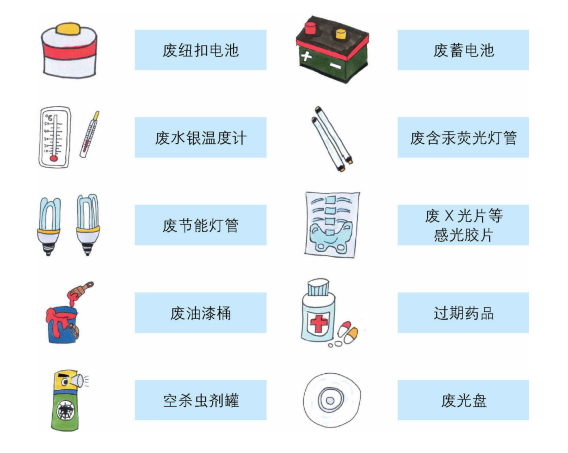 废纽扣电池
废蓄电池
废水银温度计
废含汞荧光灯管
废节能灯管
废X光片等
感光胶片
废油漆桶
过期药品
空杀虫剂罐
废光盘